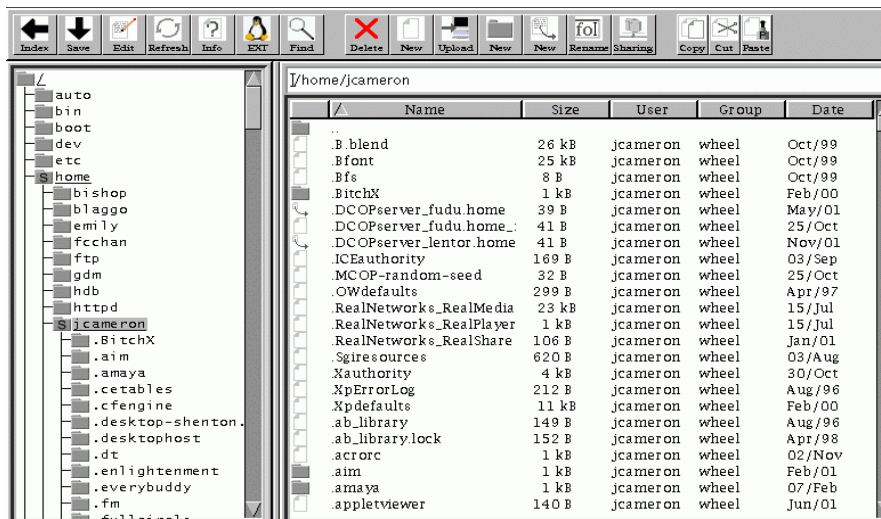 Index Save Edit Refresh Info EXT Find Delete New Upload New New Rename Sharing Copy Cut Paste
fol
/
auto
bin
boot
dev
etc
S home
bishop
blaggo
emily
fcchan
ftp
gdm
hdb
httpd
S jcameron
.BitchX
.aim
.amaya
.cetables
.cfengine
.desktop-shenton.
.desktophost
.dt
.enlightenment
.everybuddy
.fm
/home/jcameron
Name Size User Group Date
..
.B.blend 26 kB jcameron wheel Oct/99
.Bfont 25 kB jcameron wheel Oct/99
.Bfs 8 B jcameron wheel Oct/99
.BitchX 1 kB jcameron wheel Feb/00
.DCOPserver_fudu.home 39 B jcameron wheel May/01
.DCOPserver_fudu.home_: 41 B jcameron wheel 25/Oct
.DCOPserver_lentor.home 41 B jcameron wheel Nov/01
.ICEauthority 169 B jcameron wheel 03/Sep
.MCOP-random-seed 32 B jcameron wheel 25/Oct
.OWdefaults 299 B jcameron wheel Apr/97
.RealNetworks_RealMedia 23 kB jcameron wheel 15/Jul
.RealNetworks_RealPlayer 1 kB jcameron wheel 15/Jul
.RealNetworks_RealShare 106 B jcameron wheel Jan/01
.Sgiresources 620 B jcameron wheel 03/Aug
.Xauthority 4 kB jcameron wheel 30/Oct
.XpErrorLog 212 B jcameron wheel Aug/96
.Xpdefaults 11 kB jcameron wheel Feb/00
.ab_library 149 B jcameron wheel Aug/96
.ab_library.lock 152 B jcameron wheel Apr/98
.acrorc 1 kB jcameron wheel 02/Nov
.aim 1 kB jcameron wheel Feb/01
.amaya 1 kB jcameron wheel 07/Feb
.appletviewer 140 B jcameron wheel Jun/01